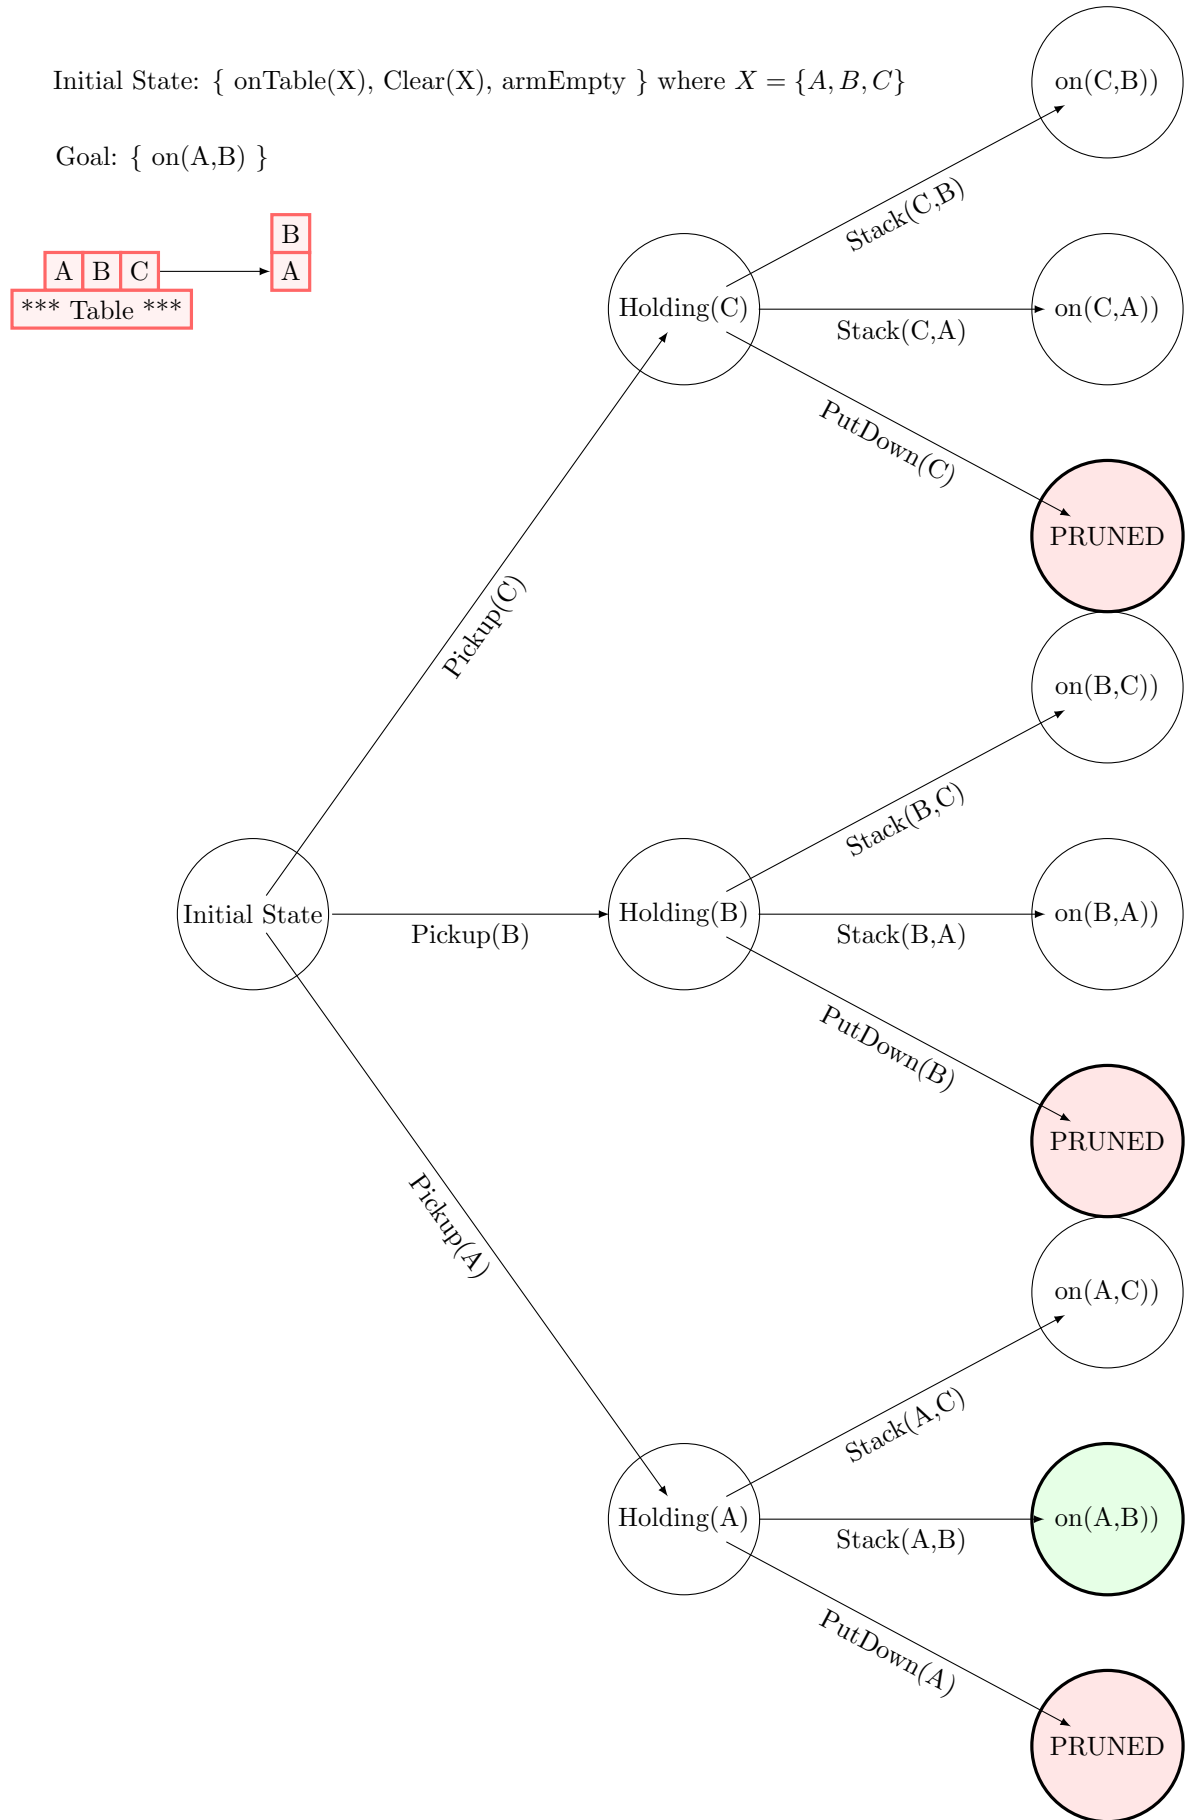 Initial State: { onTable(X), Clear(X), armEmpty } where X = {A, B, C}
Goal: { on(A,B) }
B
A B C
A
*** Table ***
on(C,B))
Stack(C,B)
Holding(C)
on(C,A))
Stack(C,A)
PutDown(C)
PRUNED
Pickup(C)
on(B,C))
Stack(B,C)
Initial State
Pickup(B)
Holding(B)
Stack(B,A)
on(B,A))
PutDown(B)
PRUNED
Pickup(A)
on(A,C))
Stack(A,C)
Holding(A)
Stack(A,B)
on(A,B))
PutDown(A)
PRUNED